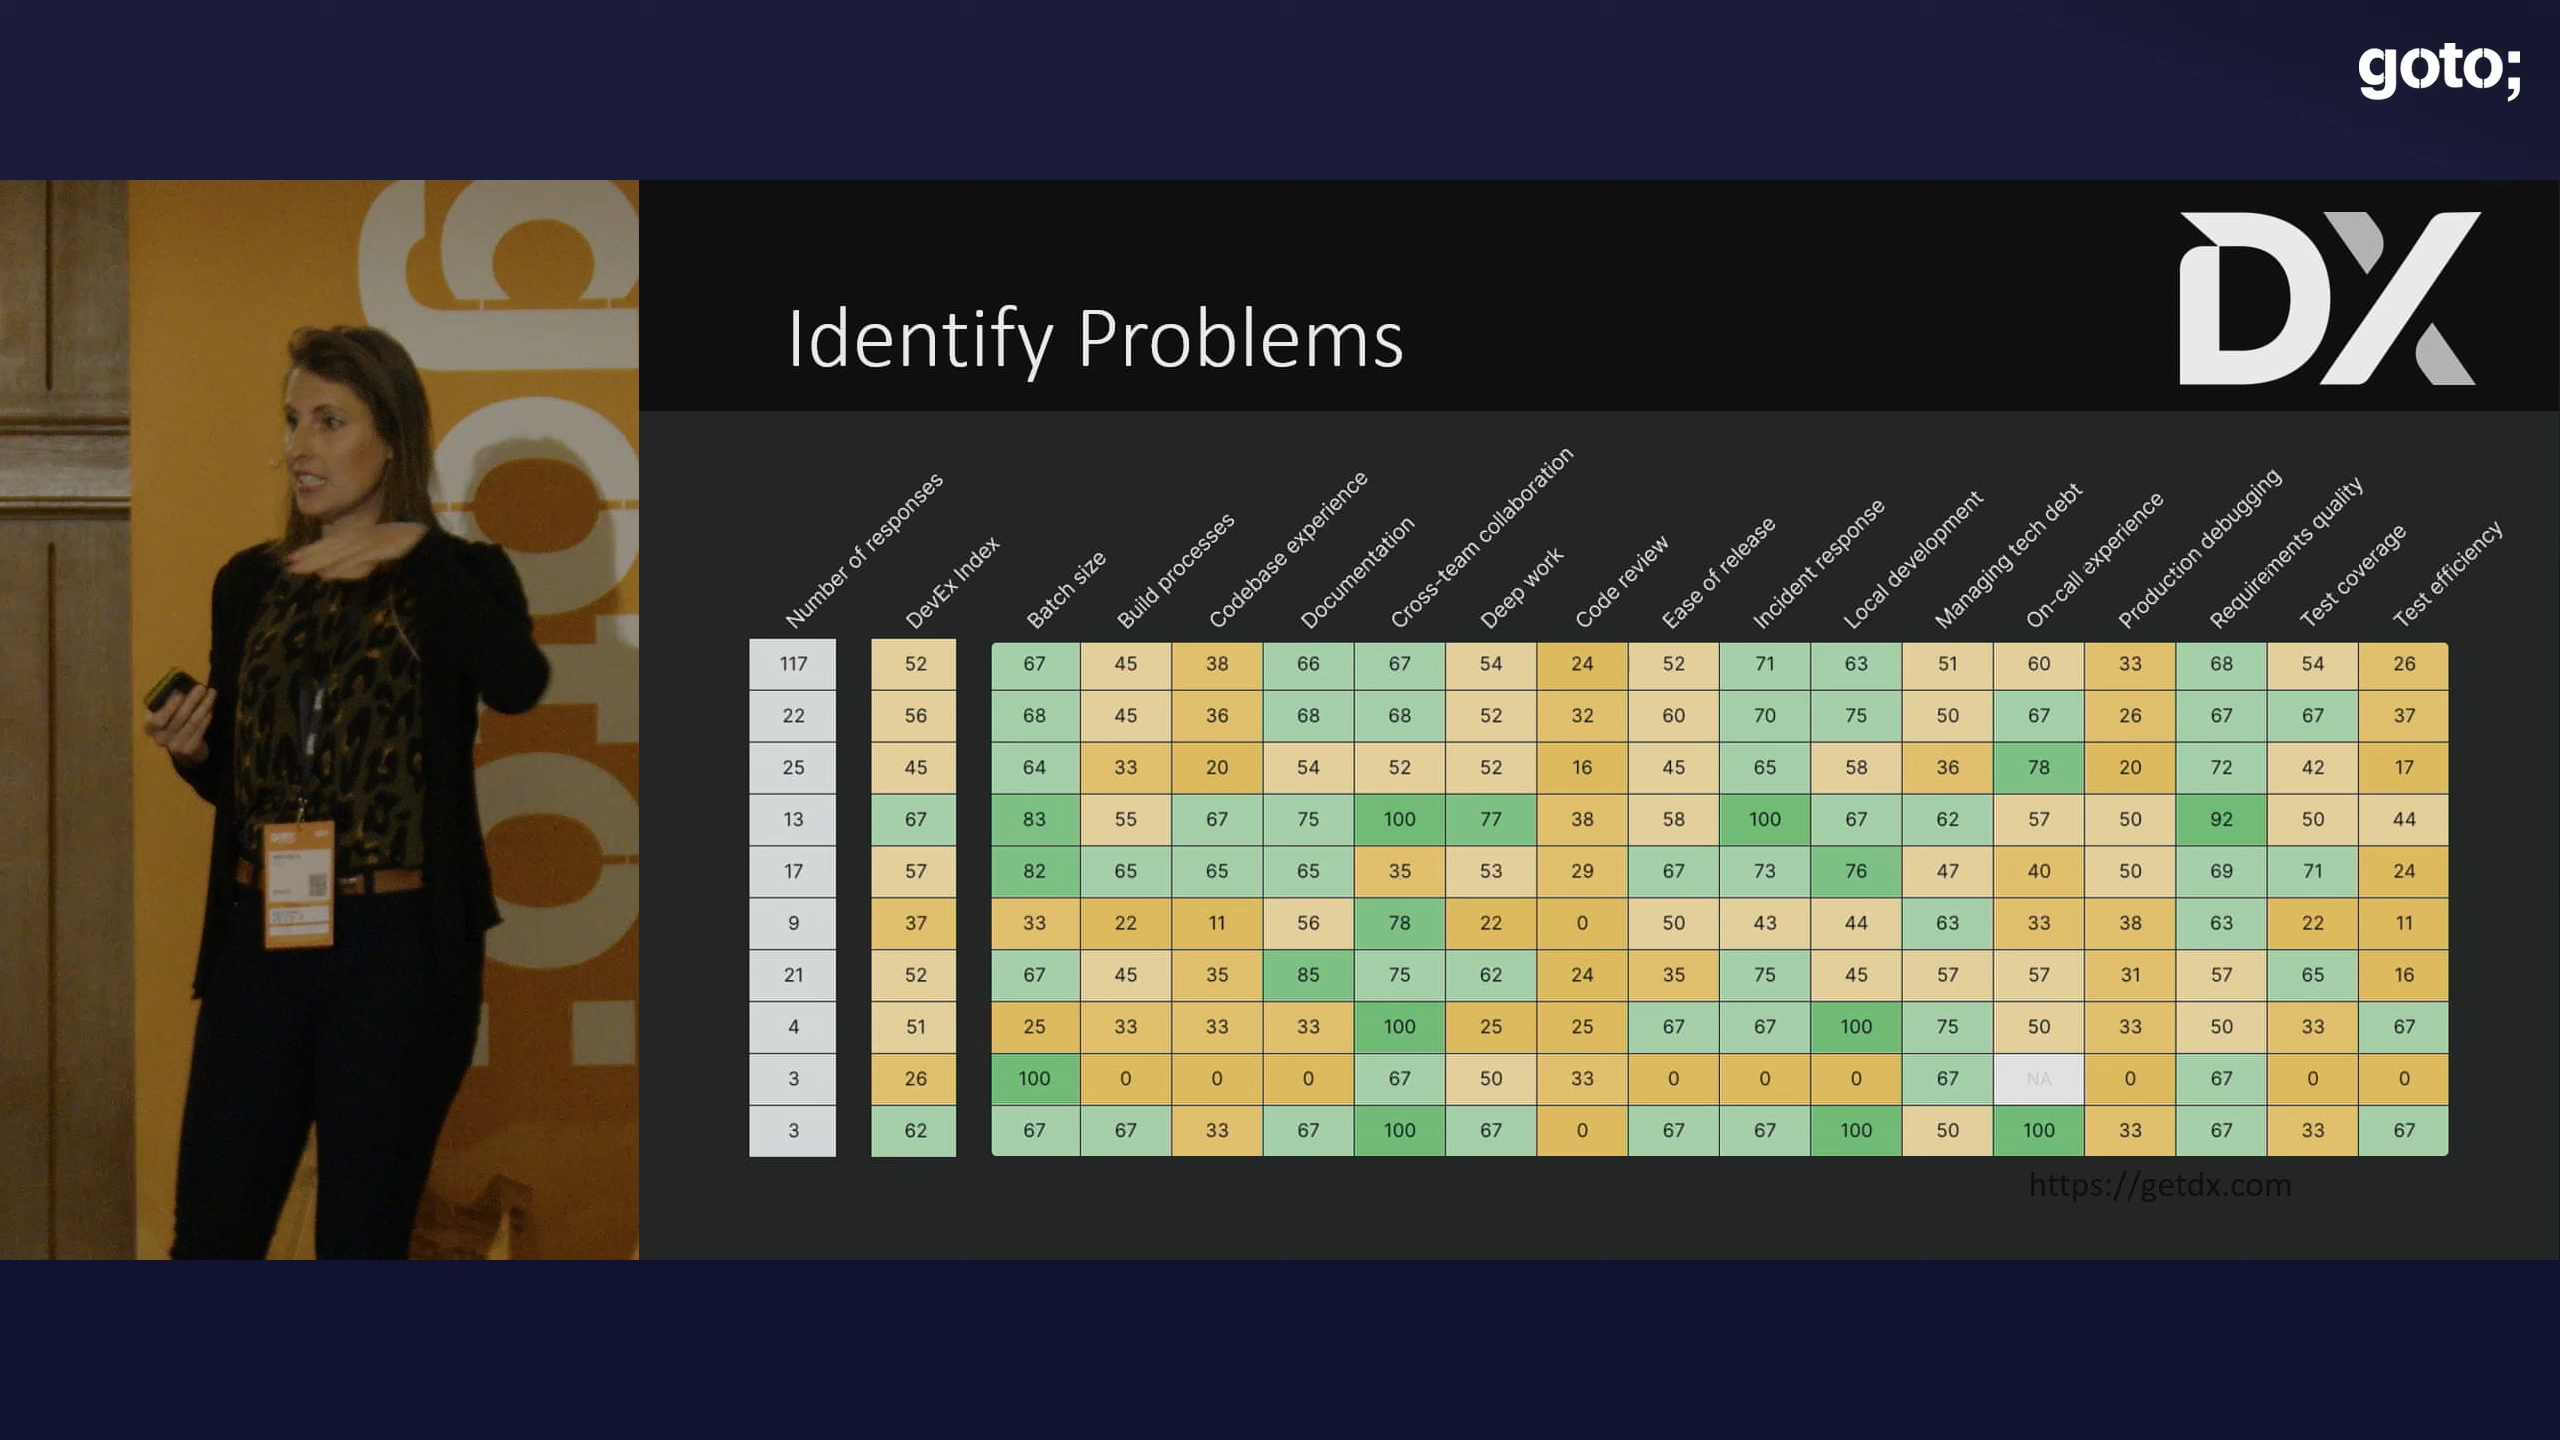 goto;
DX
Identify Problems
Number of responses
DevEx Index
Batch size
Build processes
Codebase experience
Documentation
Cross-team collaboration
Deep work
Code review
Ease of release
Incident response
Local development
Managing tech debt
On-call experience
Production debugging
Requirements quality
Test coverage
Test efficiency
117 52 67 45 38 66 67 54 24 52 71 63 51 60 33 68 54 26
22 56 68 45 36 68 68 52 32 60 70 75 50 67 26 67 67 37
25 45 64 33 20 54 52 52 16 45 65 58 36 78 20 72 42 17
13 67 83 55 67 75 100 77 38 58 100 67 62 57 50 92 50 44
17 57 82 65 65 65 35 53 29 67 73 76 47 40 50 69 71 24
9 37 33 22 11 56 78 22 0 50 43 44 63 33 38 63 22 11
21 52 67 45 35 85 75 62 24 35 75 45 57 57 31 57 65 16
4 51 25 33 33 33 100 25 25 67 67 100 75 50 33 50 33 67
3 26 100 0 0 0 67 50 33 0 0 0 67 NA 0 67 0 0
3 62 67 67 33 67 100 67 0 67 67 100 50 100 33 67 33 67
https://getdx.com